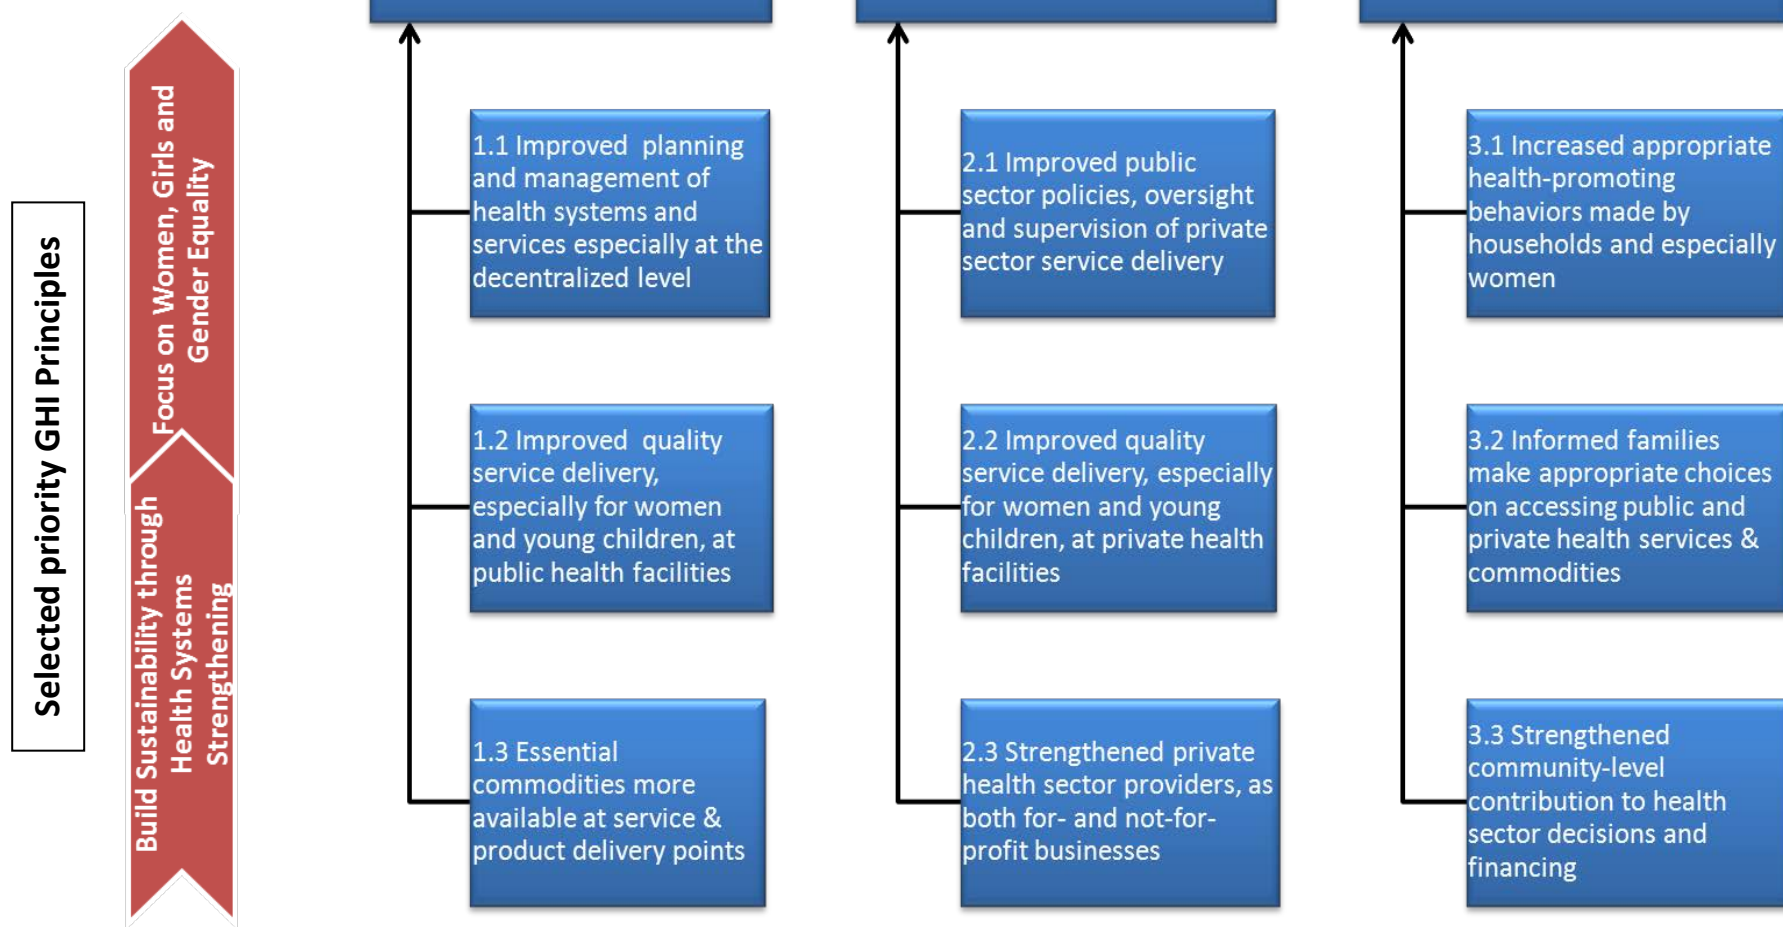 Selected priority GHI Principles
Focus on Women, Girls and
Gender Equality
Build Sustainability through
Health Systems
Strengthening
1.1 Improved planning
and management of
health systems and
services especially at the
decentralized level
1.2 Improved quality
service delivery,
especially for women
and young children, at
public health facilities
1.3 Essential
commodities more
available at service &
product delivery points
2.1 Improved public
sector policies, oversight
and supervision of private
sector service delivery
2.2 Improved quality
service delivery, especially
for women and young
children, at private health
facilities
2.3 Strengthened private
health sector providers, as
both for- and not-for-
profit businesses
3.1 Increased appropriate
health-promoting
behaviors made by
households and especially
women
3.2 Informed families
make appropriate choices
on accessing public and
private health services &
commodities
3.3 Strengthened
community-level
contribution to health
sector decisions and
financing